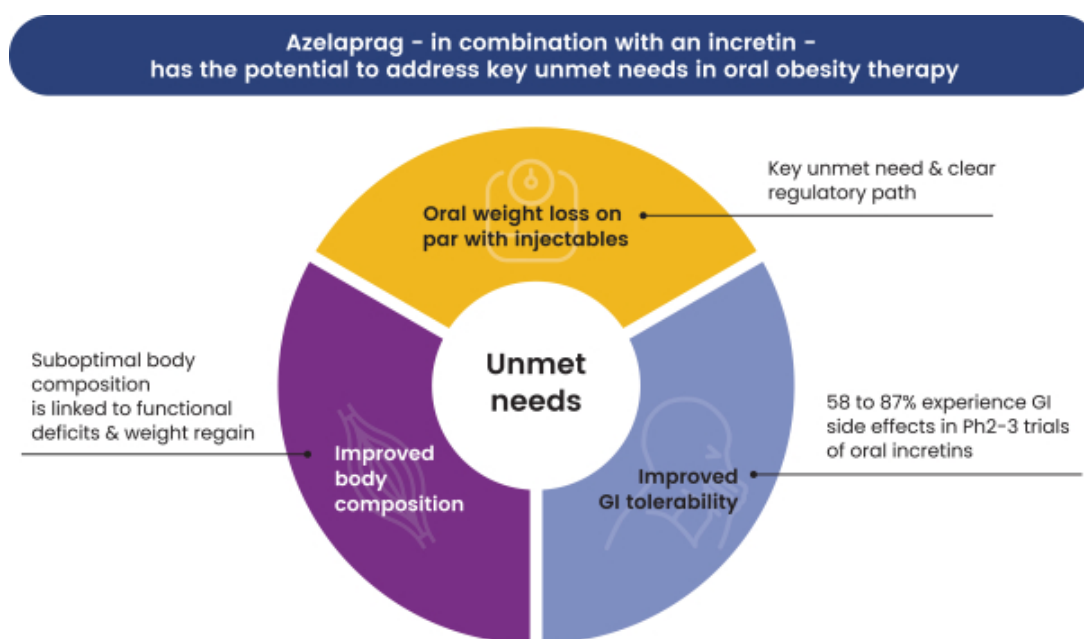 Azelaprag - in combination with an incretin -
has the potential to address key unmet needs in oral obesity therapy
Oral weight loss on
par with injectables
Key unmet need & clear
regulatory path
Unmet
needs
Suboptimal body
composition
is linked to functional
deficits & weight regain
Improved
body
composition
58 to 87% experience GI
side effects in Ph2-3 trials
of oral incretins
Improved
GI tolerability